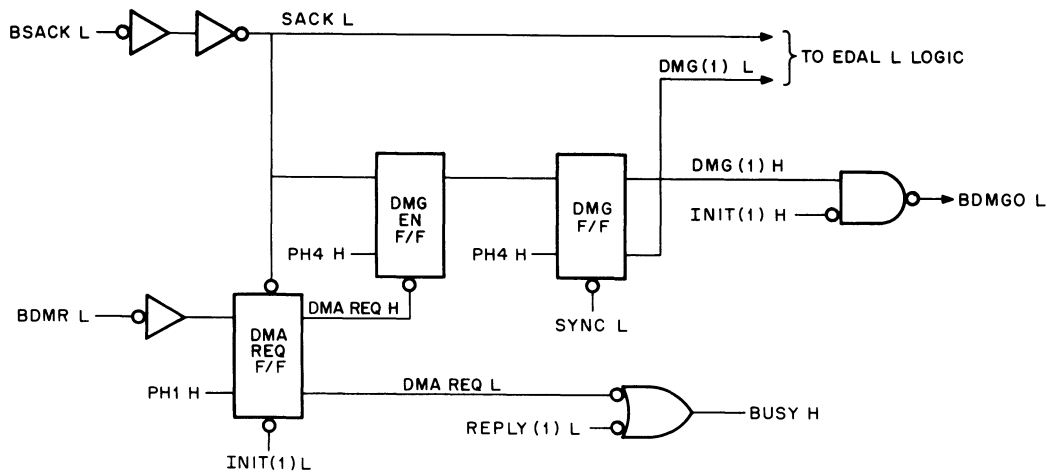 BSACK L
SACK L
TO EDAL L LOGIC
DMG(1) L
DMG
EN
F/F
DMG
F/F
DMG(1) H
INIT(1) H
BDMGO L
PH4 H
PH4 H
SYNC L
BDMR L
DMA REQ H
DMA
REQ
F/F
PH1 H
DMA REQ L
REPLY (1) L
BUSY H
INIT(1) L